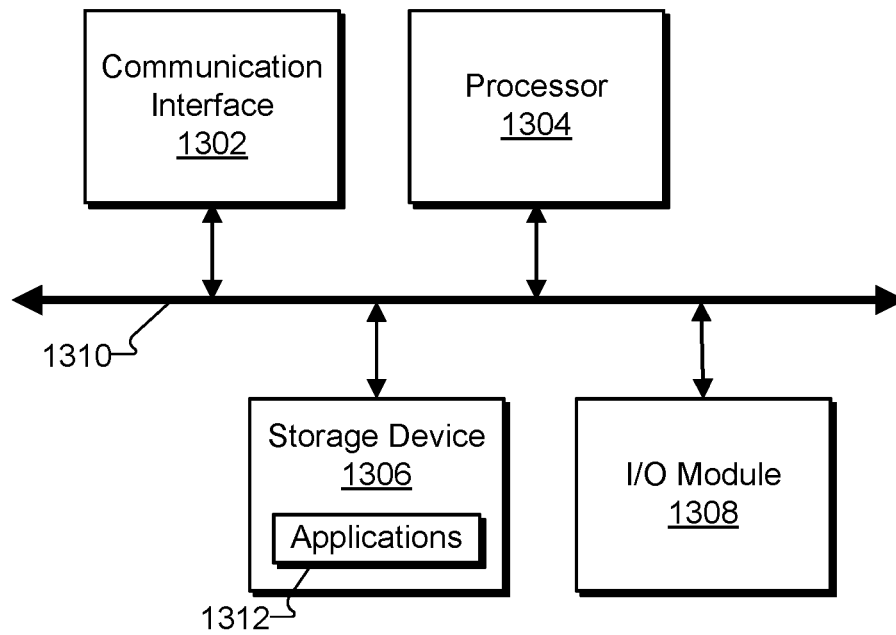 Communication
Interface
1302
Processor
1304
1310
Storage Device
1306
Applications
1312
I/O Module
1308